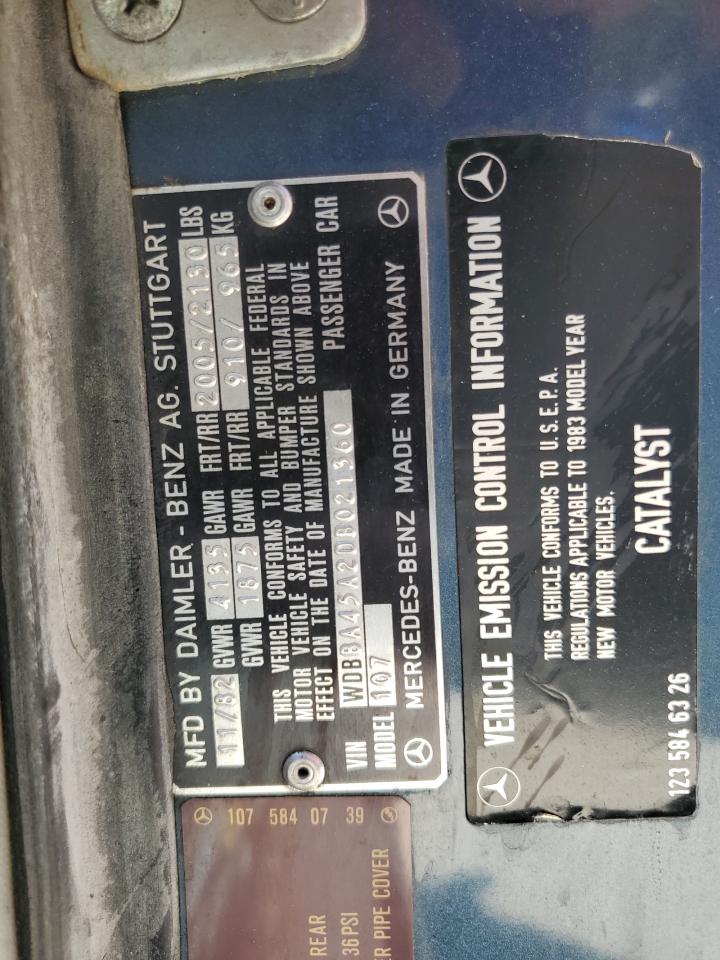 MFD BY DAIMLER-BENZ AG. STUTTGART
11/82 GVWR 4135 GAWR FRT/RR 2005/2130 LBS
GVWR 1875 GAWR FRT/RR 910/ 965 KG
THIS VEHICLE CONFORMS TO ALL APPLICABLE FEDERAL
MOTOR VEHICLE SAFETY AND BUMPER STANDARDS IN
EFFECT ON THE DATE OF MANUFACTURE SHOWN ABOVE
VIN WDBBA45A2DB021360 PASSENGER CAR
MODEL 107
MERCEDES-BENZ MADE IN GERMANY
VEHICLE EMISSION CONTROL INFORMATION
THIS VEHICLE CONFORMS TO U.S.E.P.A.
REGULATIONS APPLICABLE TO 1983 MODEL YEAR
NEW MOTOR VEHICLES.
CATALYST
123 584 63 26
107 584 07 39
REAR
36 PSI
R PIPE COVER